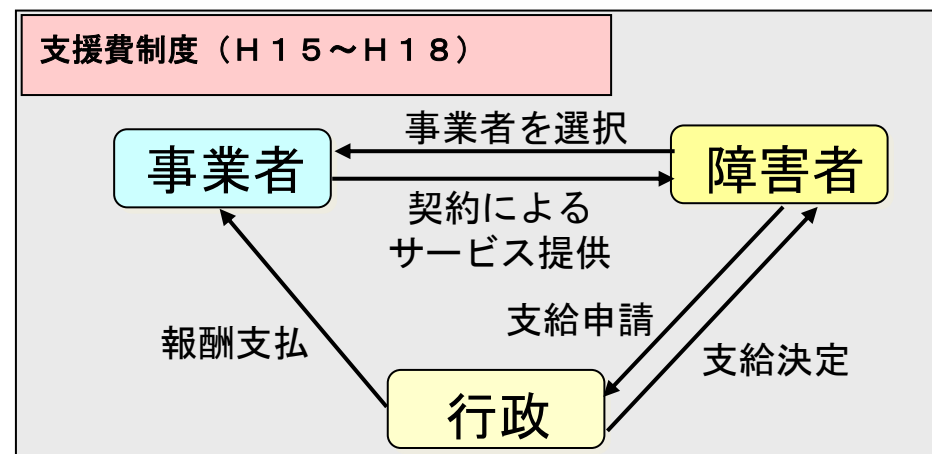 支援費制度（Ｈ１５～Ｈ１８）
事業者を選択
事業者
障害者
契約による
サービス提供
支給申請
報酬支払
支給決定
行政